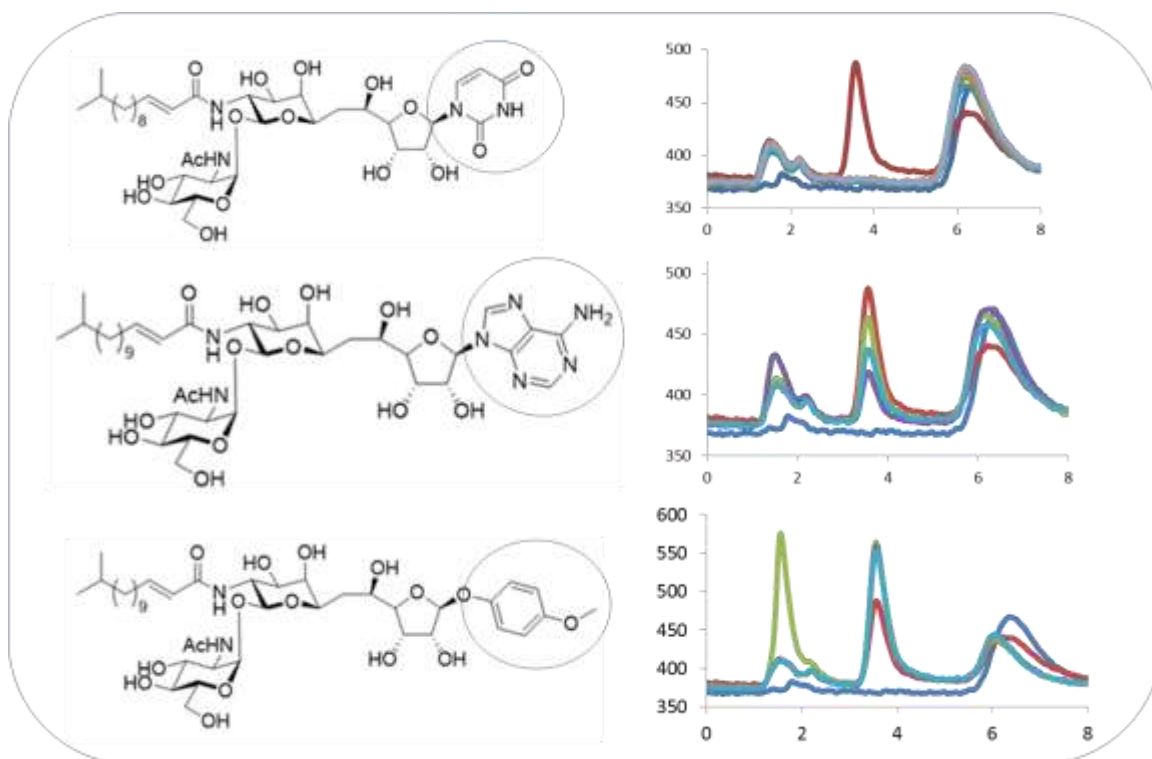 O HO OH OH O O
8 N N NH
H O O HO OH O
AcHN
HO
HO O
OH
500
450
400
350
0 2 4 6 8
O HO OH OH O N NH2
9 N N N
H O O HO OH N
AcHN
HO
HO O
OH
500
450
400
350
0 2 4 6 8
O HO OH OH O
9 N O
H O O HO OH O
AcHN
HO
HO O
OH
600
550
500
450
400
350
0 2 4 6 8